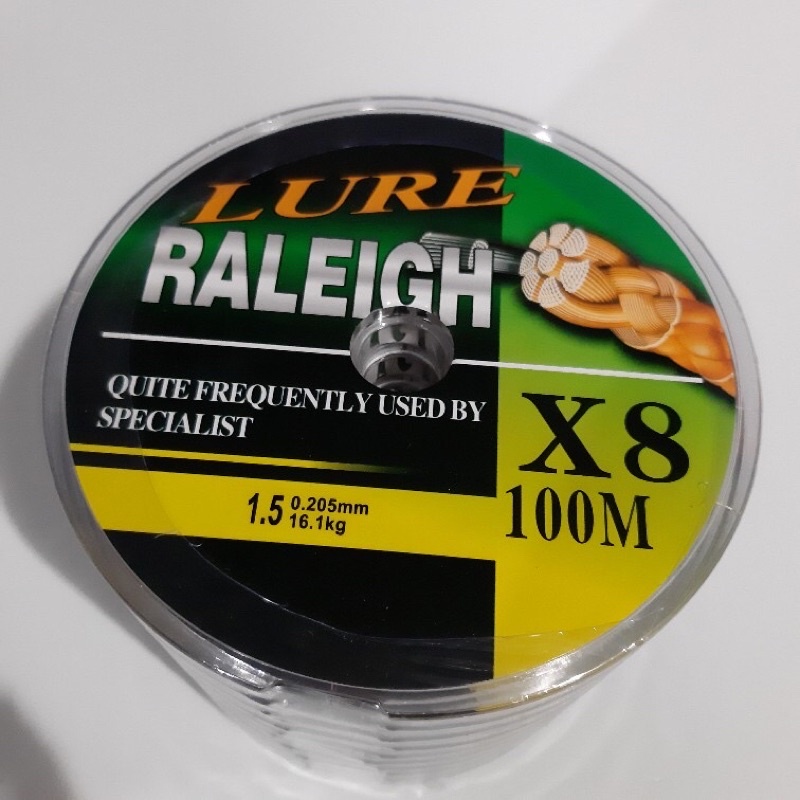 LURE
RALEIGH
QUITE FREQUENTLY USED BY
SPECIALIST
X8
100M
1.5 0.205mm
16.1kg